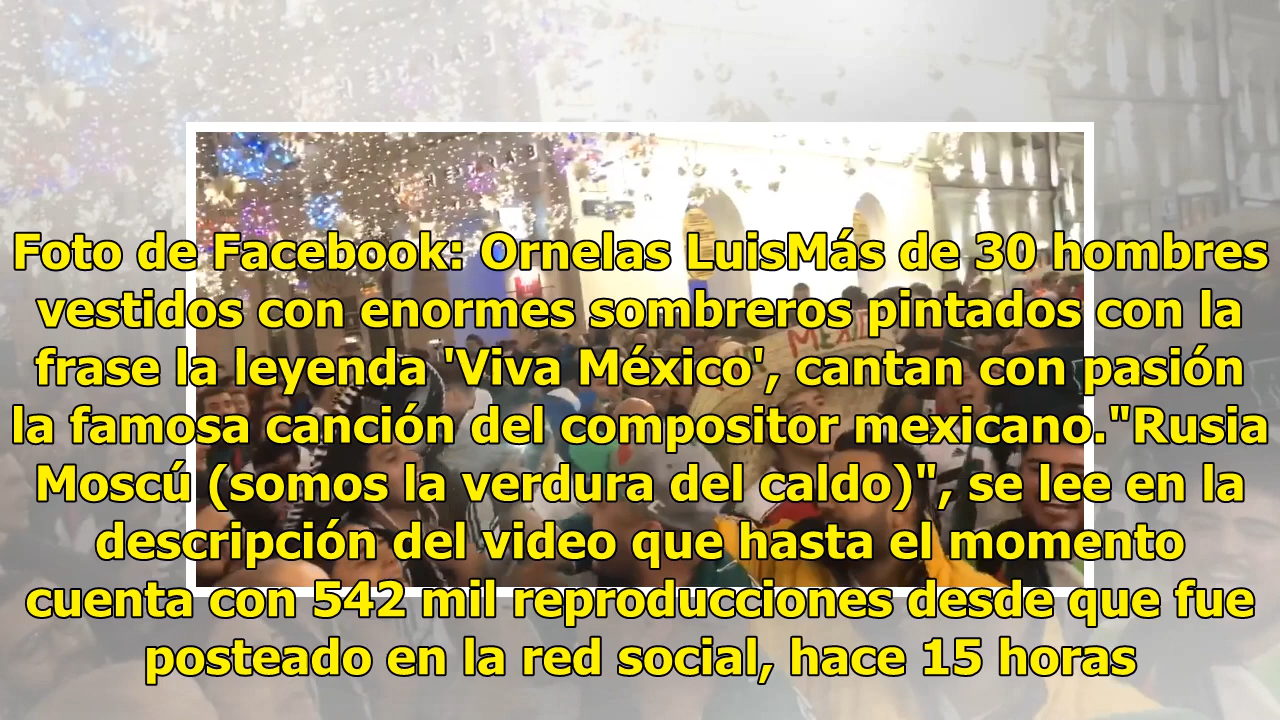 Foto de Facebook: Ornelas LuisMás de 30 hombres
vestidos con enormes sombreros pintados con la
frase la leyenda 'Viva México', cantan con pasión
la famosa canción del compositor mexicano."Rusia
Moscú (somos la verdura del caldo)", se lee en la
descripción del video que hasta el momento
cuenta con 542 mil reproducciones desde que fue
posteado en la red social, hace 15 horas
MEXICO